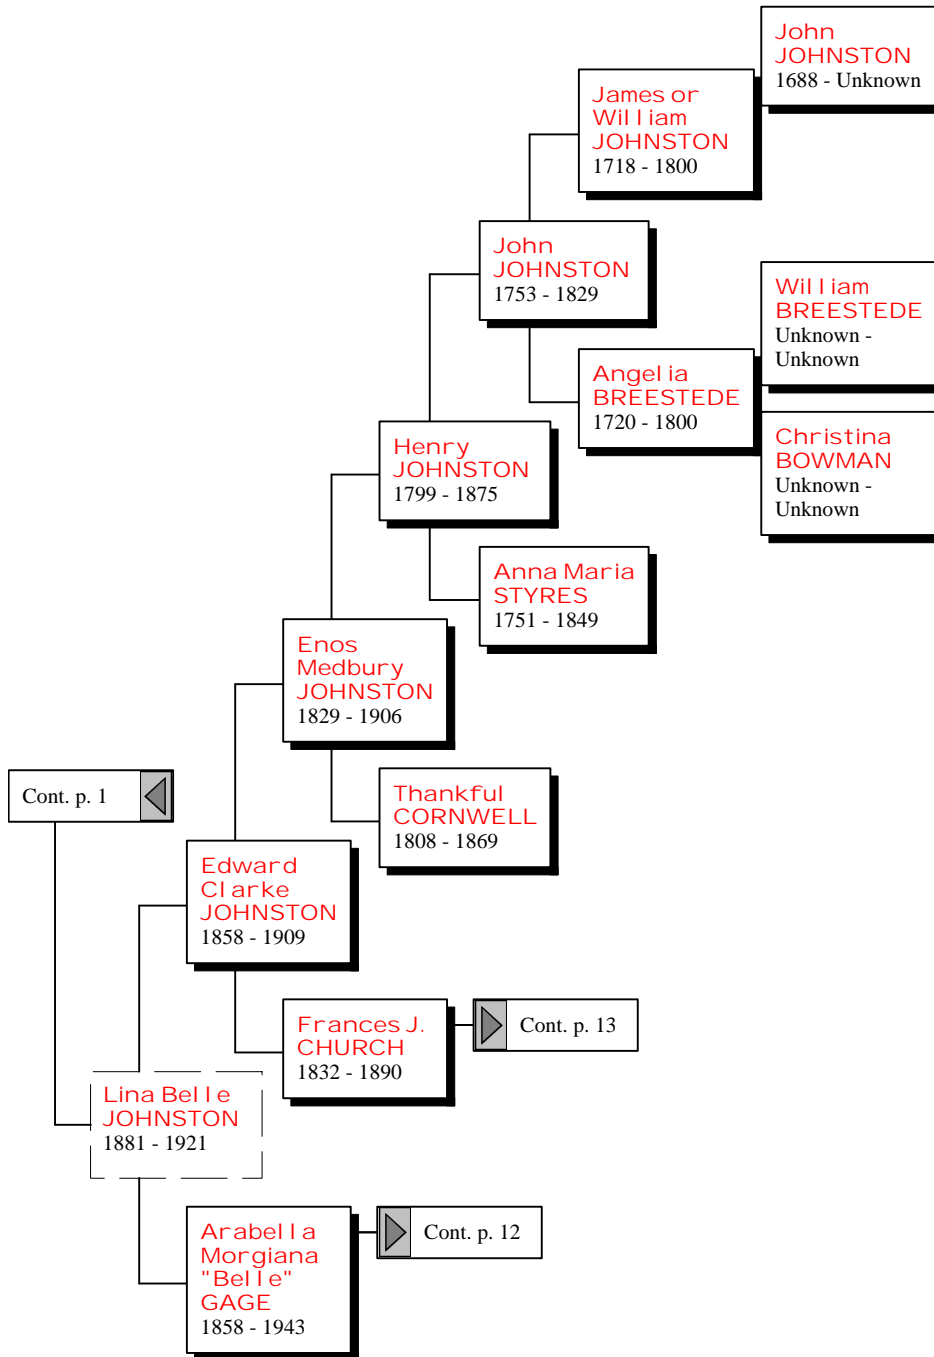 John
JOHNSTON
1688 - Unknown
James or
William
JOHNSTON
1718 - 1800
John
JOHNSTON
1753 - 1829
William
BREESTEDE
Unknown -
Unknown
Angelia
BREESTEDE
1720 - 1800
Christina
BOWMAN
Unknown -
Unknown
Henry
JOHNSTON
1799 - 1875
Anna Maria
STYRES
1751 - 1849
Enos
Medbury
JOHNSTON
1829 - 1906
Cont. p. 1
Thankful
CORNWELL
1808 - 1869
Edward
Clarke
JOHNSTON
1858 - 1909
Frances J.
CHURCH
1832 - 1890
Cont. p. 13
Lina Belle
JOHNSTON
1881 - 1921
Arabella
Morgiana
"Belle"
GAGE
1858 - 1943
Cont. p. 12